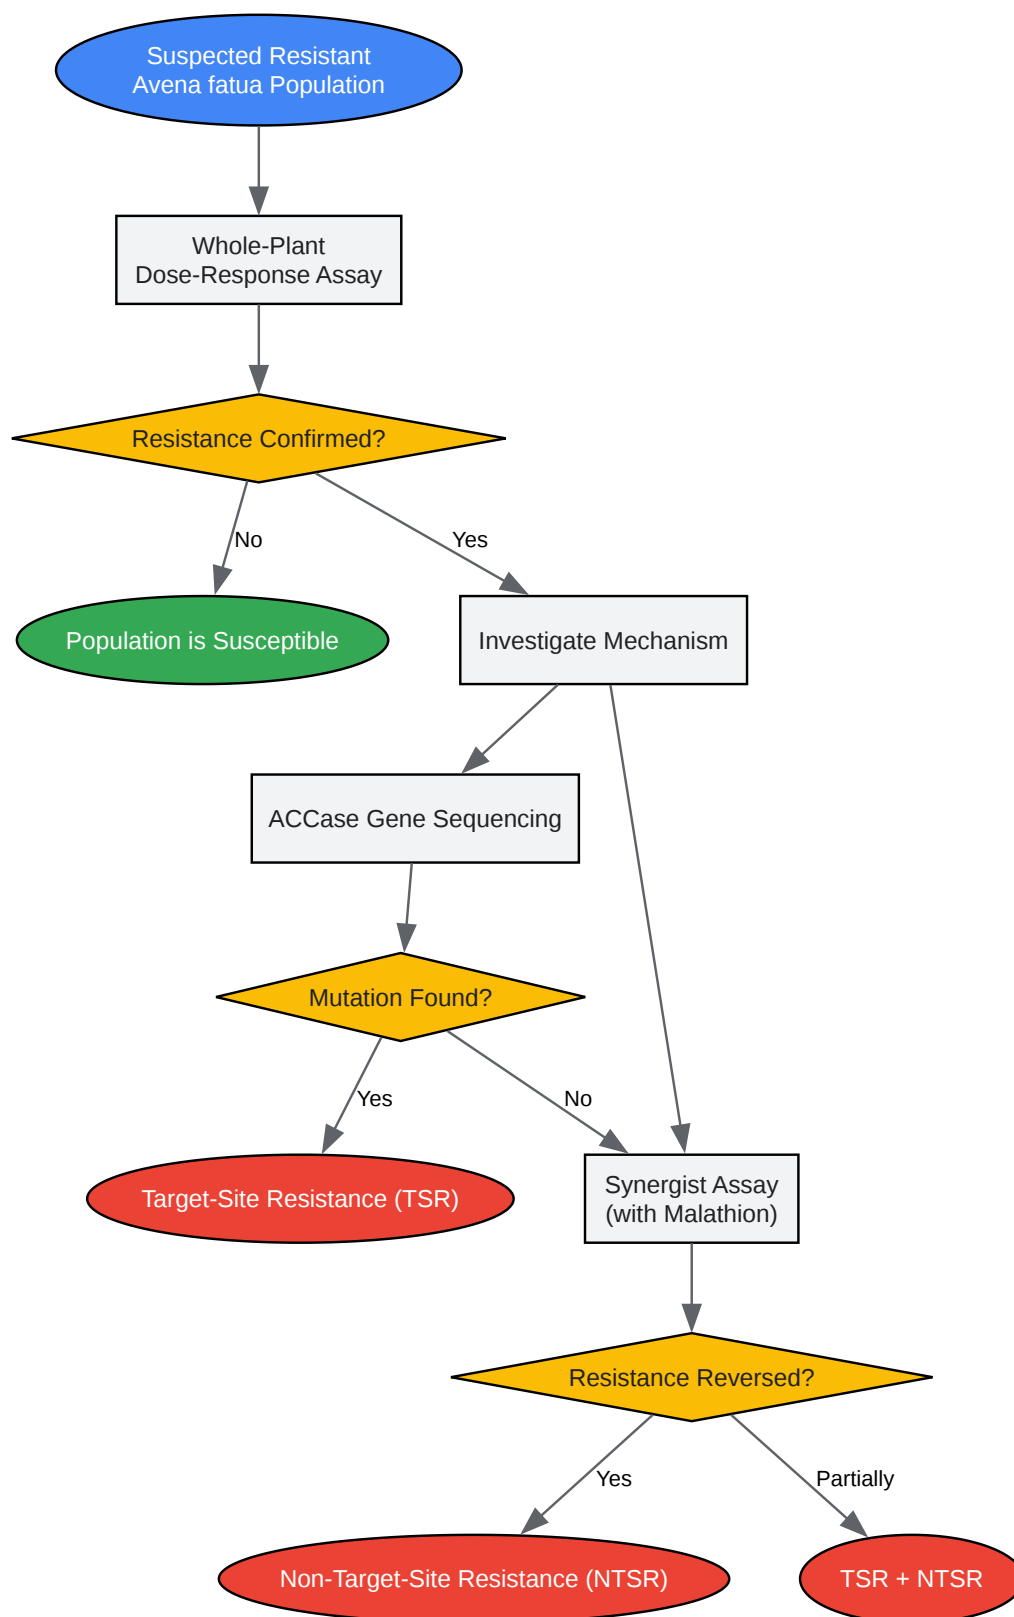 Suspected Resistant
Avena fatua Population
Whole-Plant
Dose-Response Assay
Resistance Confirmed?
No
Yes
Population is Susceptible
Investigate Mechanism
ACCase Gene Sequencing
Mutation Found?
Yes
No
Target-Site Resistance (TSR)
Synergist Assay
(with Malathion)
Resistance Reversed?
Yes
Partially
Non-Target-Site Resistance (NTSR)
TSR + NTSR